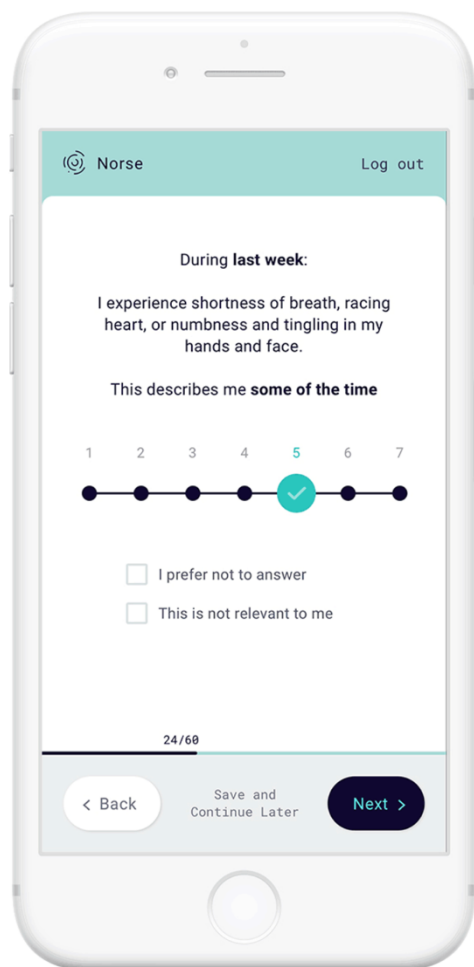 Norse
Log out
During last week:
I experience shortness of breath, racing
heart, or numbness and tingling in my
hands and face.
This describes me some of the time
1 2 3 4 5 6 7
I prefer not to answer
This is not relevant to me
24/60
< Back
Save and
Continue Later
Next >